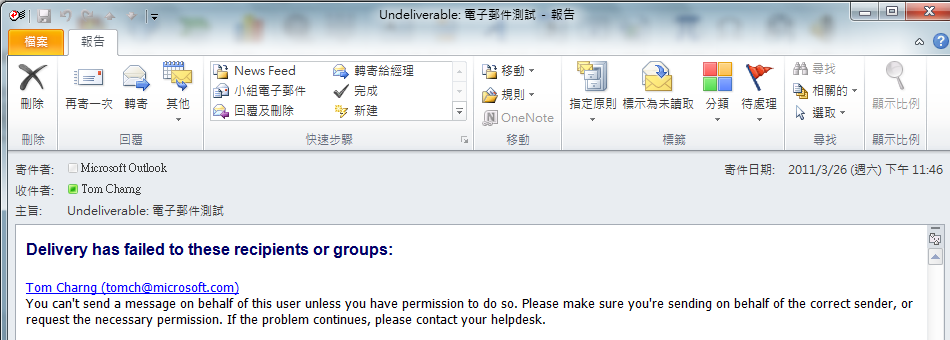 Undeliverable: 電子郵件測試 - 報告
檔案 報告
刪除 再寄一次 轉寄 其他
News Feed 轉寄給經理
小組電子郵件 完成
回覆及刪除 新建
移動
規則
OneNote
指定原則 標示為未讀取 分類 待處理
尋找
相關的
選取
顯示比例
刪除 回覆 快速步驟 移動 標籤 尋找 顯示比例
寄件者: Microsoft Outlook 寄件日期: 2011/3/26 (週六) 下午 11:46
收件者: Tom Charng
主旨: Undeliverable: 電子郵件測試
Delivery has failed to these recipients or groups:
Tom Charng (tomch@microsoft.com)
You can't send a message on behalf of this user unless you have permission to do so. Please make sure you're sending on behalf of the correct sender, or
request the necessary permission. If the problem continues, please contact your helpdesk.